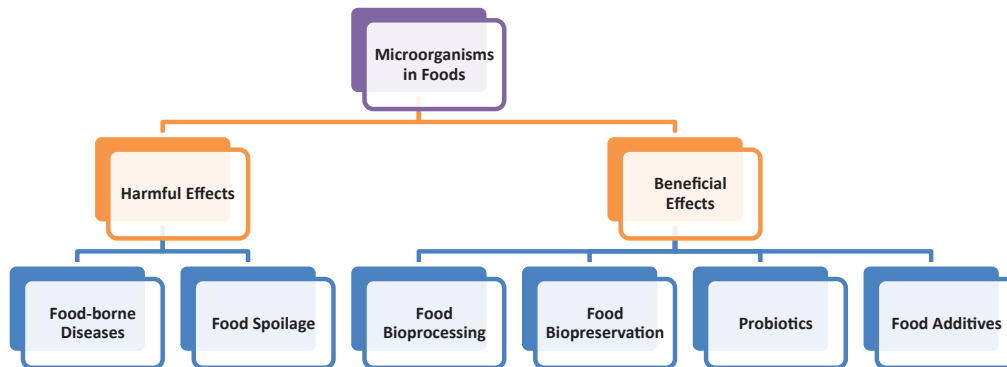 Microorganisms
in Foods
Harmful Effects
Beneficial
Effects
Food-borne
Diseases
Food Spoilage
Food
Bioprocessing
Food
Biopreservation
Probiotics
Food Additives